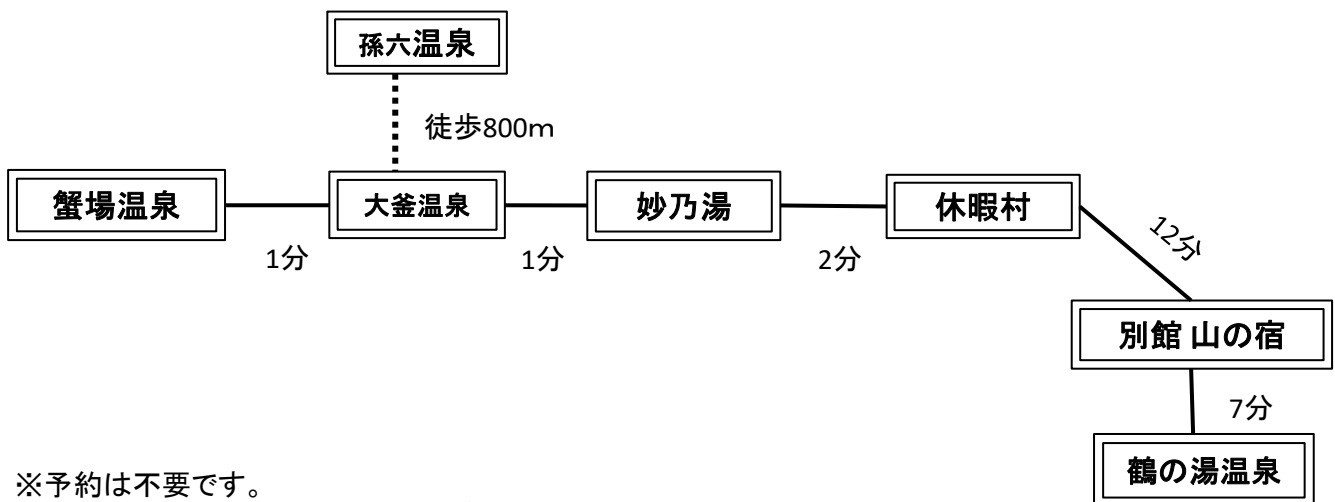 孫六温泉
徒歩800m
蟹場温泉
大釜温泉
妙乃湯
休暇村
1分
1分
2分
12分
別館 山の宿
7分
鶴の湯温泉
※予約は不要です。